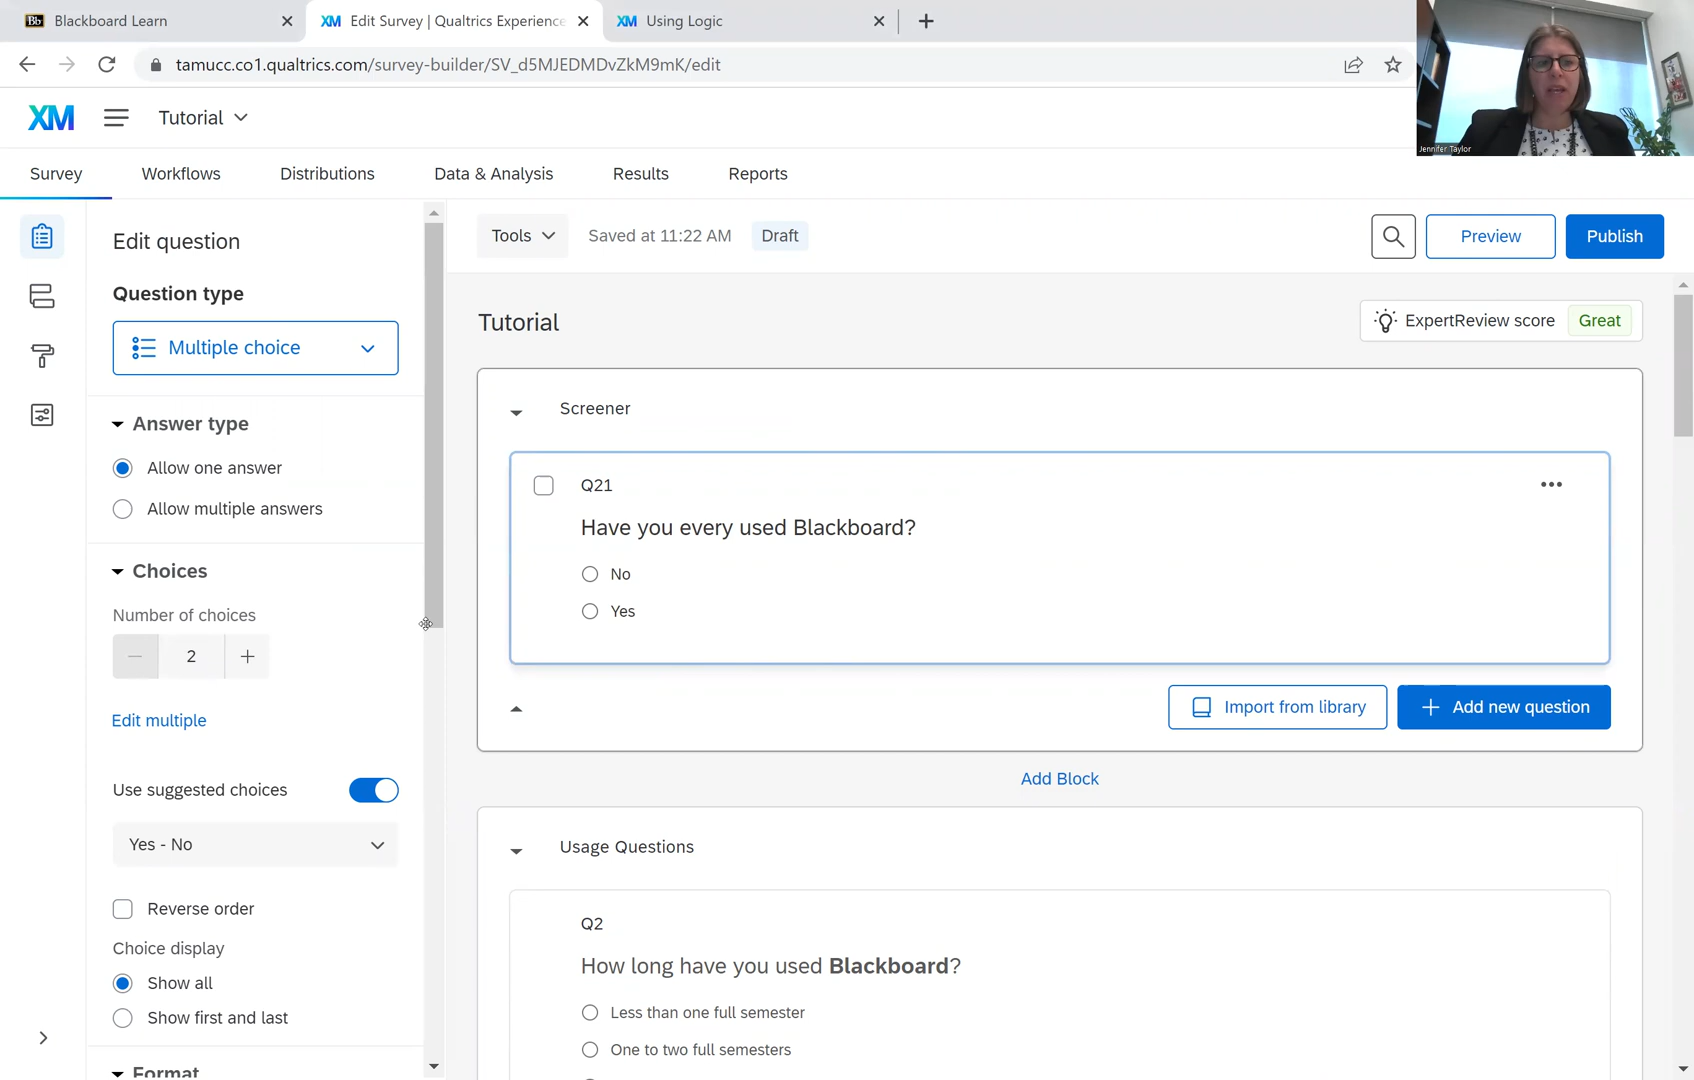 Bb Blackboard Learn
XM Edit Survey | Qualtrics Experience
XM Using Logic
tamucc.co1.qualtrics.com/survey-builder/SV_d5MJEDMDvZkM9mK/edit
Jennifer Taylor
XM
Tutorial
Survey
Workflows
Distributions
Data & Analysis
Results
Reports
Edit question
Question type
Multiple choice
Answer type
Allow one answer
Allow multiple answers
Choices
Number of choices
2
Edit multiple
Use suggested choices
Yes - No
Reverse order
Choice display
Show all
Show first and last
Format
Tools
Saved at 11:22 AM
Draft
Preview
Publish
Tutorial
ExpertReview score
Great
Screener
Q21
Have you every used Blackboard?
No
Yes
Import from library
Add new question
Add Block
Usage Questions
Q2
How long have you used Blackboard?
Less than one full semester
One to two full semesters